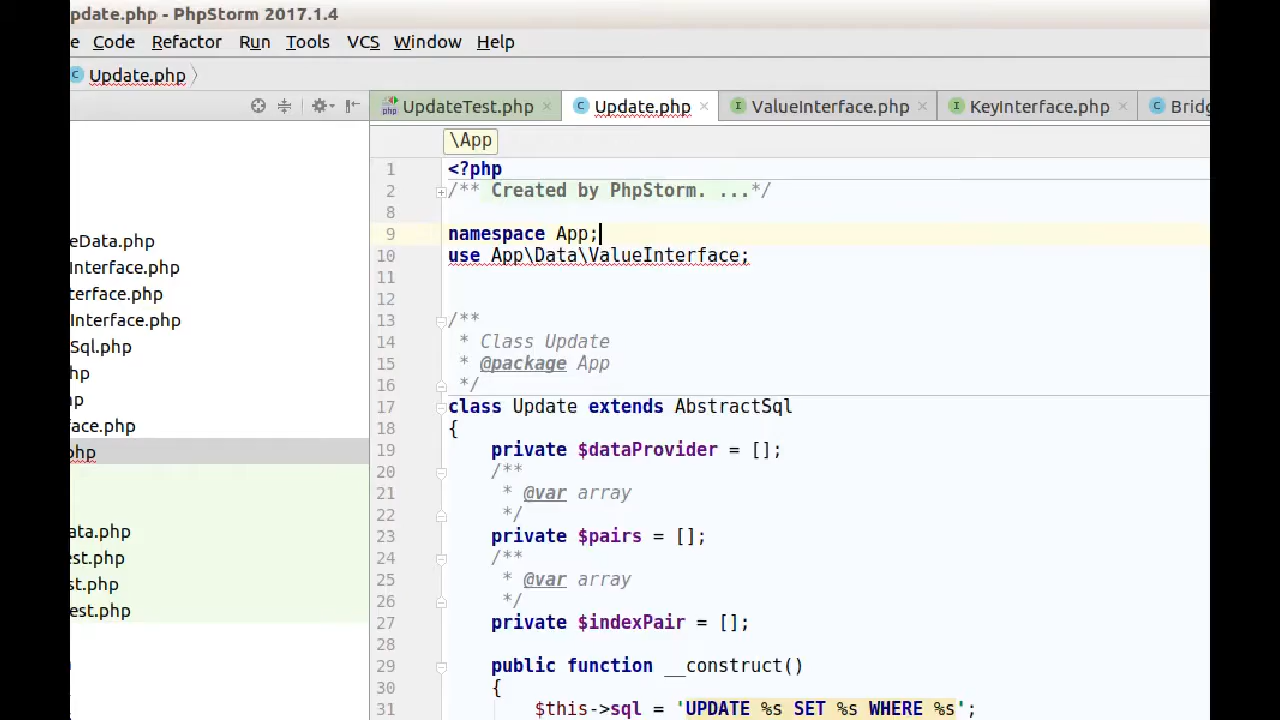 pdate.php - PhpStorm 2017.1.4
e Code Refactor Run Tools VCS Window Help
Update.php
UpdateTest.php Update.php ValueInterface.php KeyInterface.php Bridg
\App
1 <?php
2 /** Created by PhpStorm. ...*/
8
9 namespace App;
10 use App\Data\ValueInterface;
11
12
13 /**
14 * Class Update
15 * @package App
16 */
17 class Update extends AbstractSql
18 {
19 private $dataProvider = [];
20 /**
21 * @var array
22 */
23 private $pairs = [];
24 /**
25 * @var array
26 */
27 private $indexPair = [];
28
29 public function __construct()
30 {
31 $this->sql = 'UPDATE %s SET %s WHERE %s';
eData.php
Interface.php
terface.php
Interface.php
Sql.php
hp
p
face.php
php
ata.php
est.php
st.php
est.php